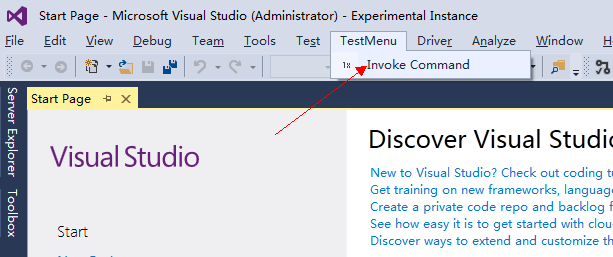 Start Page - Microsoft Visual Studio (Administrator) - Experimental Instance
File Edit View Debug Team Tools Test TestMenu Driver Analyze Window
1x Invoke Command
Server Explorer
Toolbox
Start Page
Visual Studio
Start
Discover Visual Studio
New to Visual Studio? Check out coding tu
Get training on new frameworks, language
Create a private code repo and backlog f
See how easy it is to get started with clou
Discover ways to extend and customize th